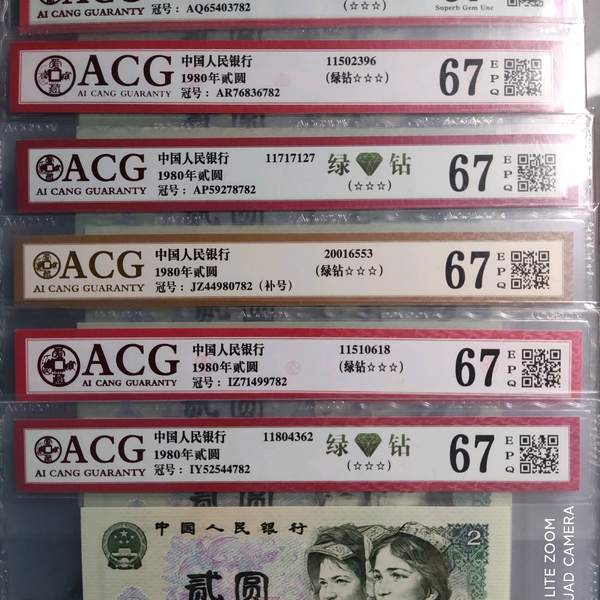 AI CANG GUARANTY
冠号：AQ65403782
(☆☆☆)
Superb Gem Unc
ACG
AI CANG GUARANTY
中国人民银行
1980年贰圆
冠号：AR76836782
11502396
(绿钻☆☆☆)
67
E
P
Q
ACG
AI CANG GUARANTY
中国人民银行
1980年贰圆
冠号：AP59278782
11717127
绿 钻
(☆☆☆)
67
E
P
Q
ACG
AI CANG GUARANTY
中国人民银行
1980年贰圆
冠号：JZ44980782（补号）
20016553
(绿钻☆☆☆)
67
E
P
Q
ACG
AI CANG GUARANTY
中国人民银行
1980年贰圆
冠号：IZ71499782
11510618
(绿钻☆☆☆)
67
E
P
Q
ACG
AI CANG GUARANTY
中国人民银行
1980年贰圆
冠号：IY52544782
11804362
绿 钻
(☆☆☆)
67
E
P
Q
中国人民银行
贰圆
2
LITE ZOOM
UAD CAMERA